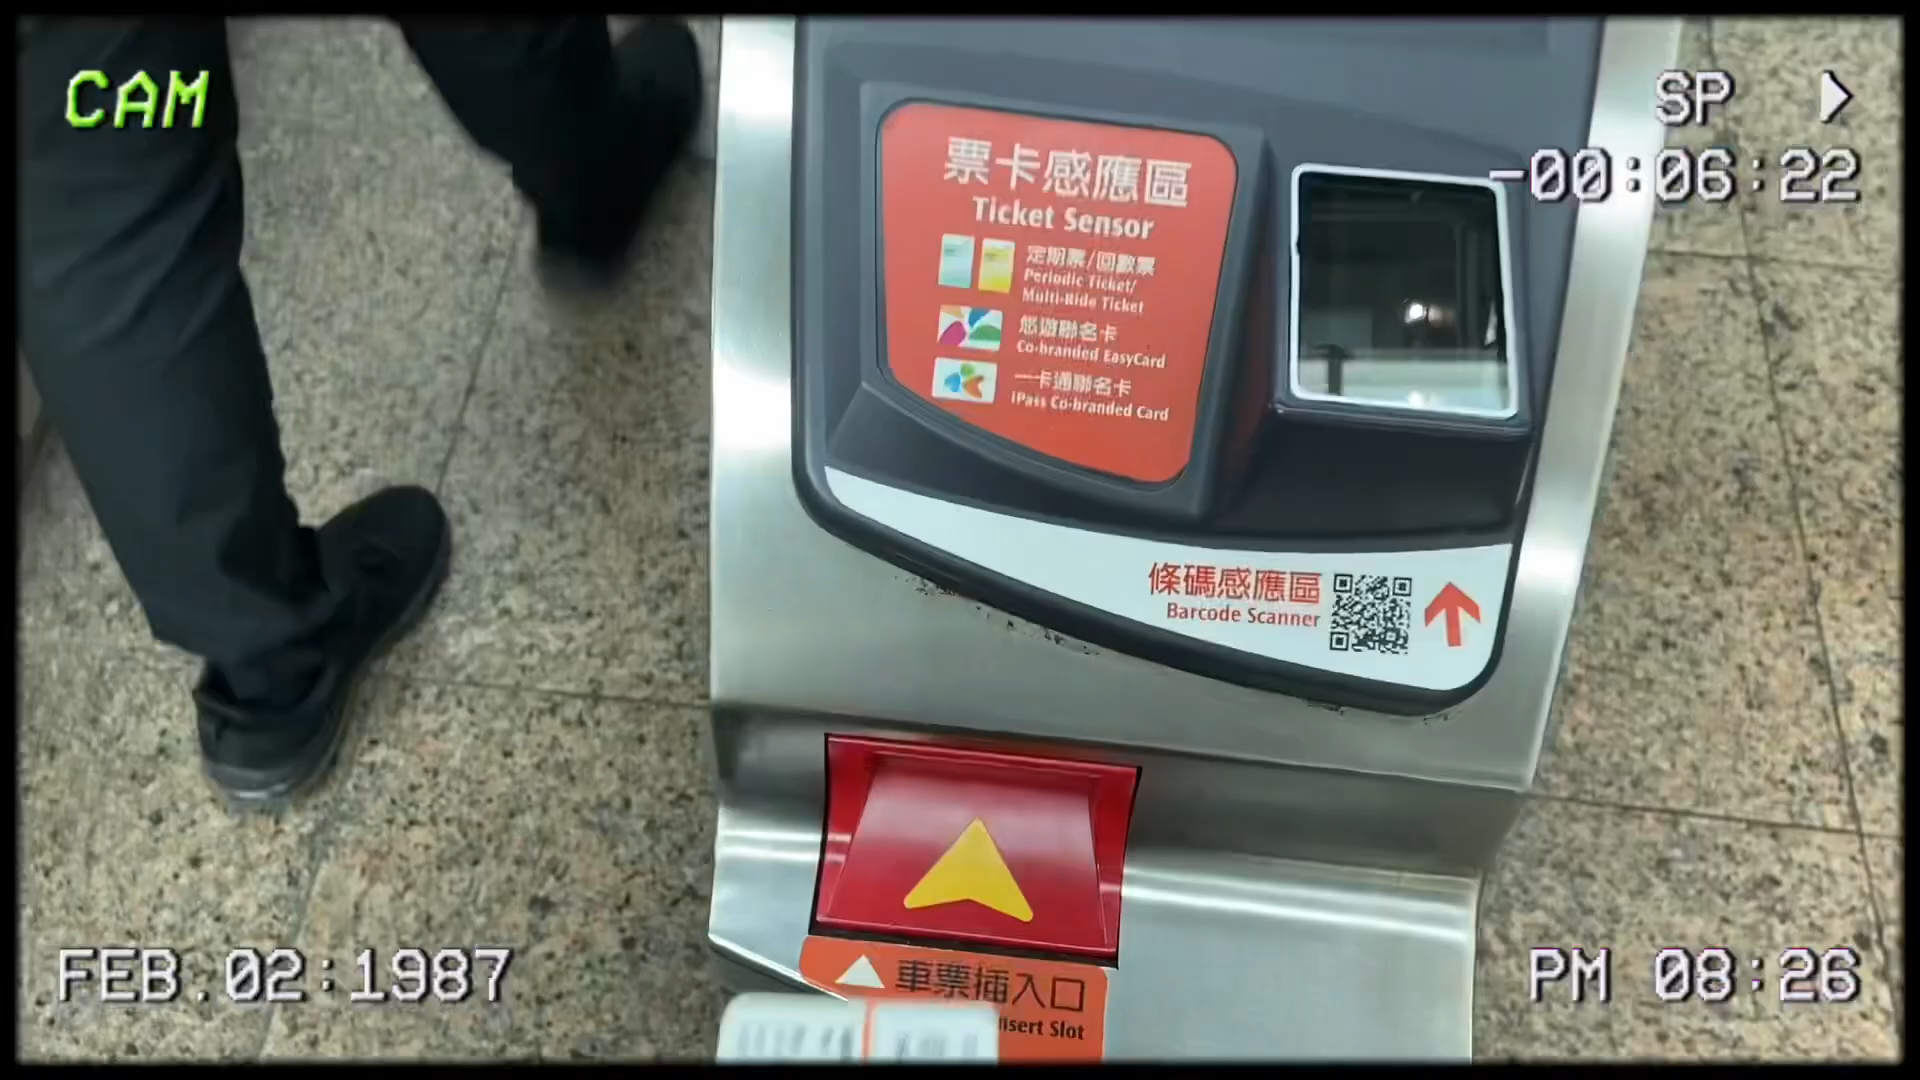 CAM
SP
-00:06:22
票卡感應區
Ticket Sensor
定期票/回數票
Periodic Ticket/
Multi-Ride Ticket
悠遊聯名卡
Co-branded EasyCard
一卡通聯名卡
iPass Co-branded Card
條碼感應區
Barcode Scanner
車票插入口
Insert Slot
FEB.02:1987
PM 08:26